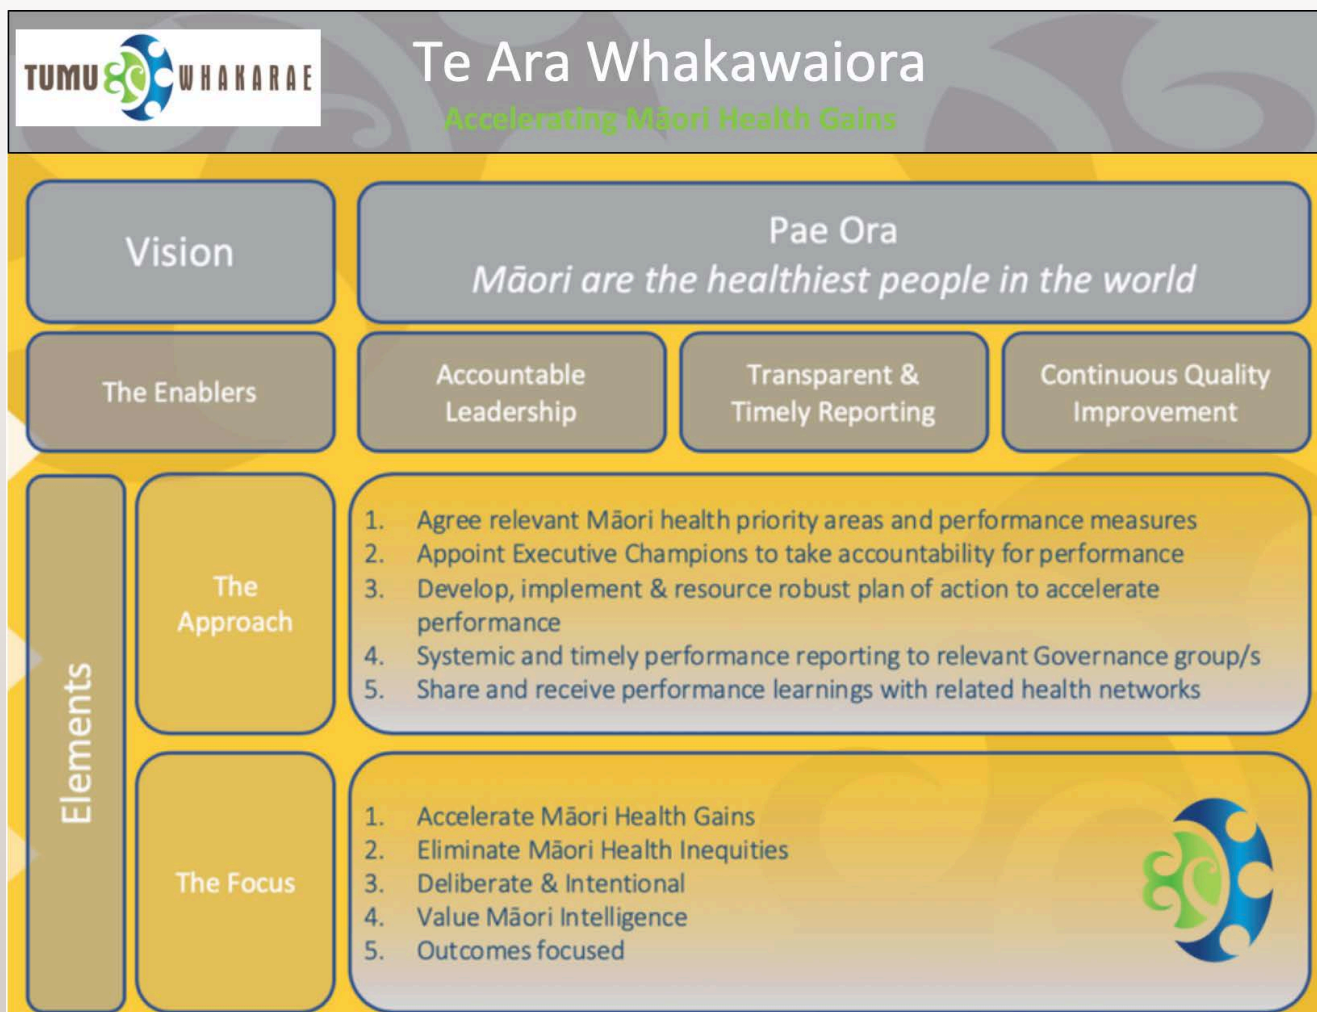 TUMU WHAKARAE
Te Ara Whakawaiora
Accelerating Māori Health Gains
Vision
Pae Ora
Māori are the healthiest people in the world
The Enablers
Accountable
Leadership
Transparent &
Timely Reporting
Continuous Quality
Improvement
Elements
The
Approach
1. Agree relevant Māori health priority areas and performance measures
2. Appoint Executive Champions to take accountability for performance
3. Develop, implement & resource robust plan of action to accelerate
performance
4. Systemic and timely performance reporting to relevant Governance group/s
5. Share and receive performance learnings with related health networks
The Focus
1. Accelerate Māori Health Gains
2. Eliminate Māori Health Inequities
3. Deliberate & Intentional
4. Value Māori Intelligence
5. Outcomes focused